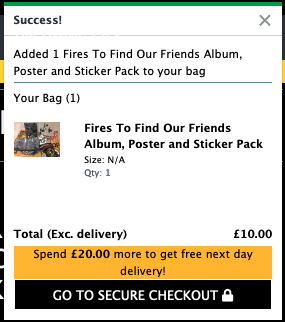 Success!
Added 1 Fires To Find Our Friends Album,
Poster and Sticker Pack to your bag
Your Bag (1)
Fires To Find Our Friends
Album, Poster and Sticker Pack
Size: N/A
Qty: 1
Total (Exc. delivery) £10.00
Spend £20.00 more to get free next day
delivery!
GO TO SECURE CHECKOUT